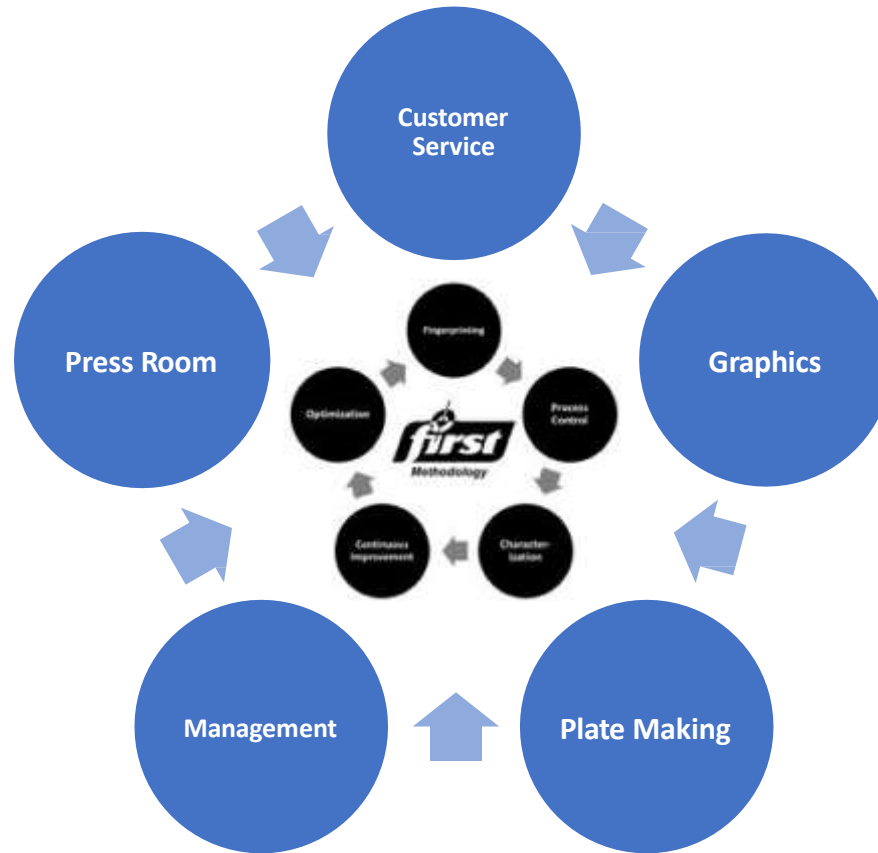 Customer
Service
Press Room
Graphics
Fingerprinting
Optimization
Process
Control
first
Methodology
Continuous
Improvement
Character-
ization
Management
Plate Making